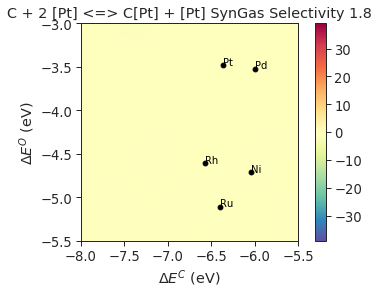 C + 2 [Pt] <=> C[Pt] + [Pt] SynGas Selectivity 1.8
−3.0
−3.5
−4.0
−4.5
−5.0
−5.5
ΔE^O (eV)
Pt
Pd
Rh
Ni
Ru
−8.0 −7.5 −7.0 −6.5 −6.0 −5.5
ΔE^C (eV)
30
20
10
0
−10
−20
−30